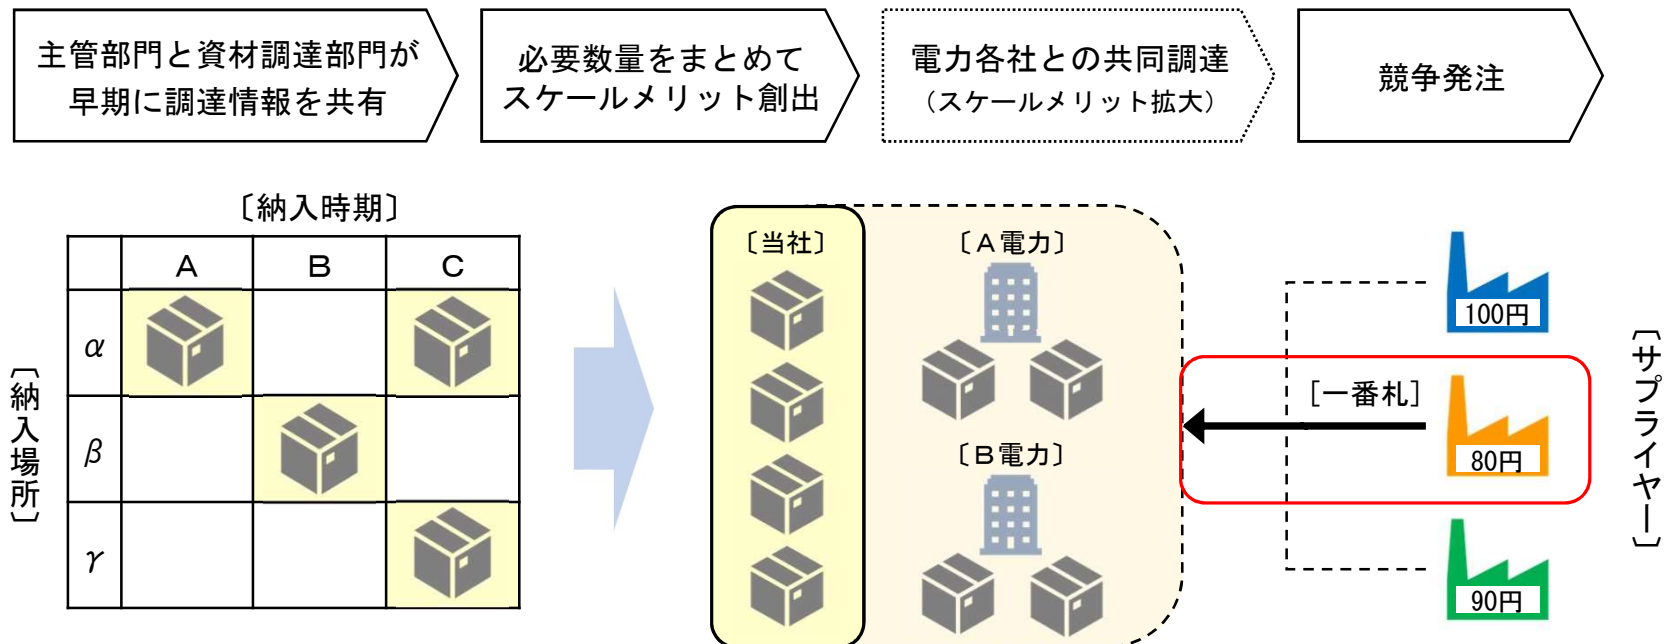 主管部門と資材調達部門が
早期に調達情報を共有
必要数量をまとめて
スケールメリット創出
電力各社との共同調達
（スケールメリット拡大）
競争発注
〔納入時期〕
A B C
α
β
γ
〔納入場所〕
〔当社〕
〔Ａ電力〕
〔Ｂ電力〕
［一番札］
100円
80円
90円
〔サプライヤー〕